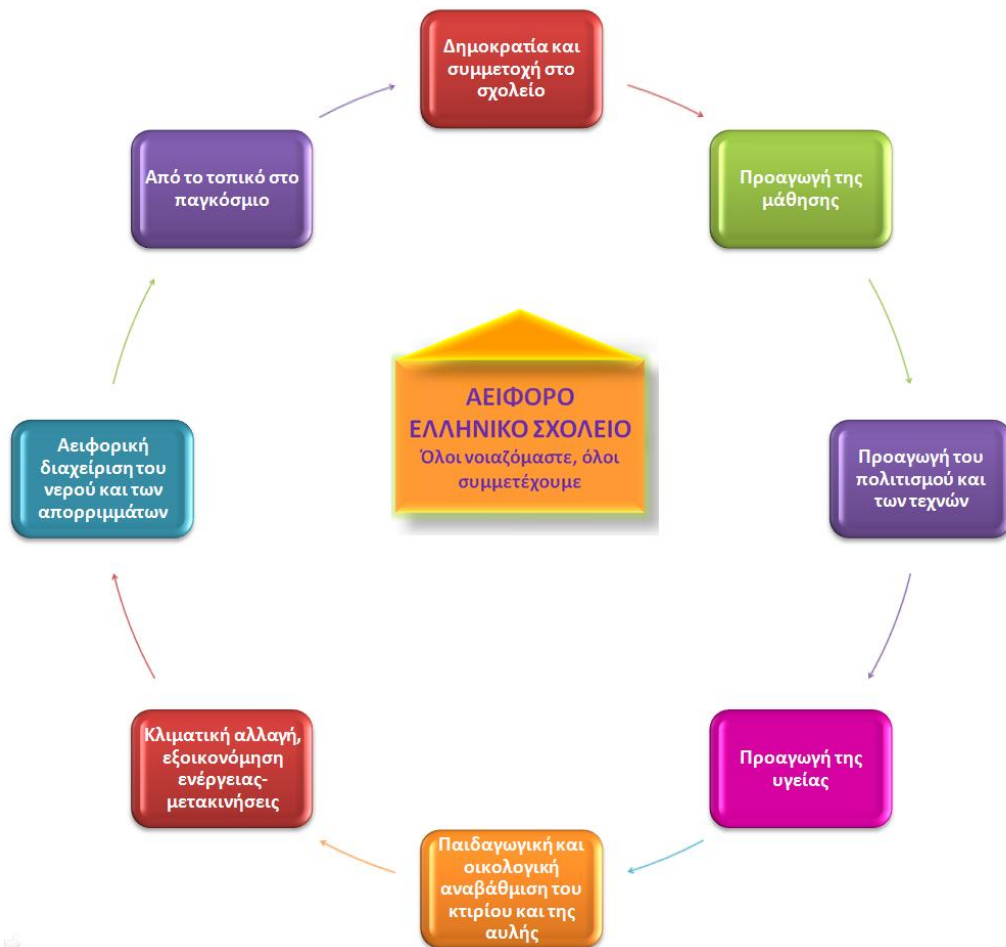 Δημοκρατία και
συμμετοχή στο
σχολείο
Προαγωγή της
μάθησης
Προαγωγή του
πολιτισμού και
των τεχνών
Προαγωγή της
υγείας
Παιδαγωγική και
οικολογική
αναβάθμιση του
κτιρίου και της
αυλής
Κλιματική αλλαγή,
εξοικονόμηση
ενέργειας-
μετακινήσεις
Αειφορική
διαχείριση του
νερού και των
απορριμμάτων
Από το τοπικό στο
παγκόσμιο
ΑΕΙΦΟΡΟ
ΕΛΛΗΝΙΚΟ ΣΧΟΛΕΙΟ
Όλοι νοιαζόμαστε, όλοι
συμμετέχουμε